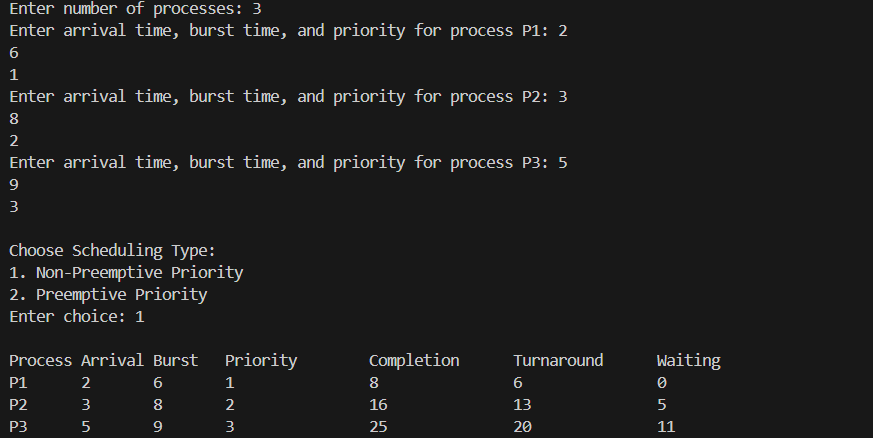 Enter number of processes: 3
Enter arrival time, burst time, and priority for process P1: 2
6
1
Enter arrival time, burst time, and priority for process P2: 3
8
2
Enter arrival time, burst time, and priority for process P3: 5
9
3

Choose Scheduling Type:
1. Non-Preemptive Priority
2. Preemptive Priority
Enter choice: 1

Process Arrival Burst   Priority        Completion      Turnaround      Waiting
P1      2       6       1               8               6               0
P2      3       8       2               16              13              5
P3      5       9       3               25              20              11